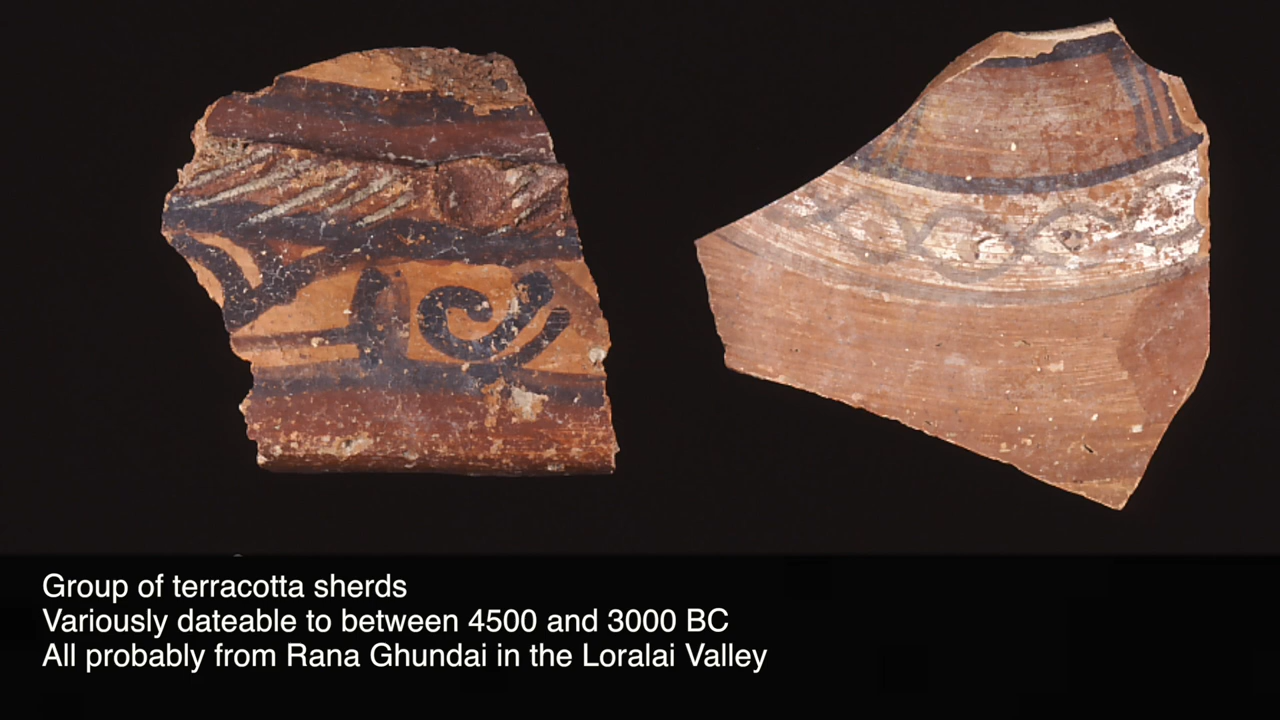 Group of terracotta sherds
Variously dateable to between 4500 and 3000 BC
All probably from Rana Ghundai in the Loralai Valley